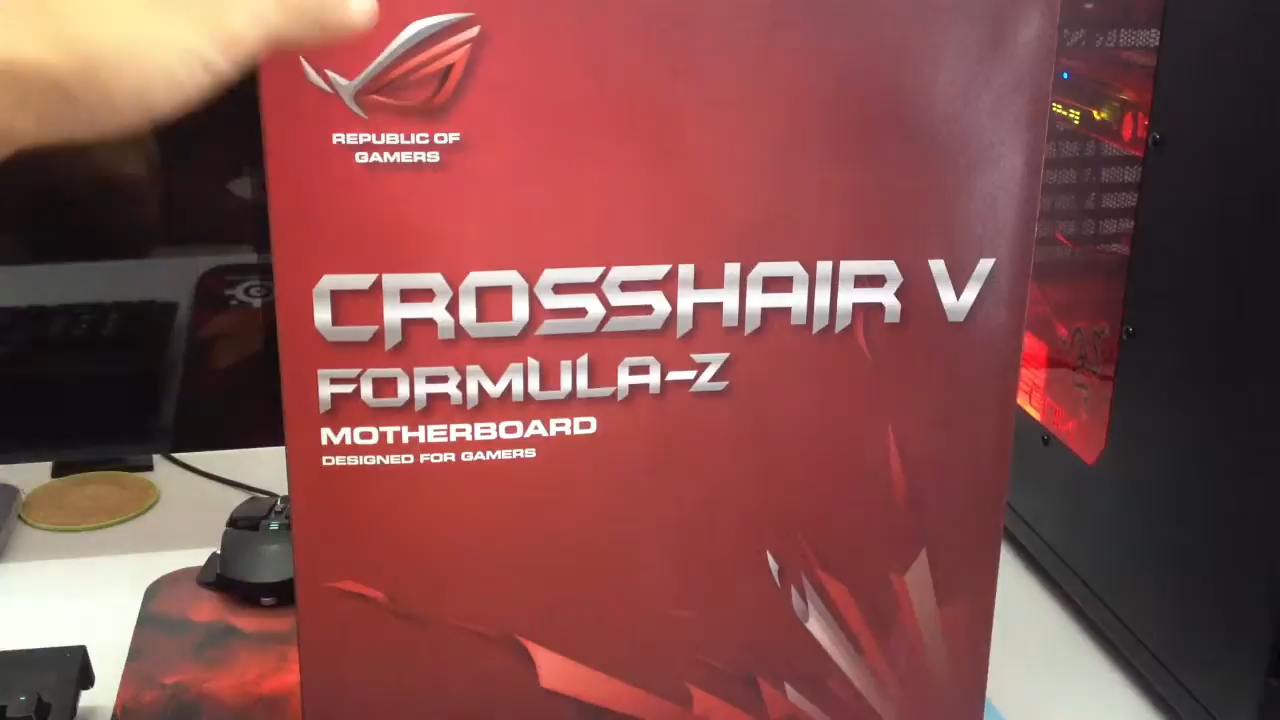 REPUBLIC OF
GAMERS
CROSSHAIR V
FORMULA-Z
MOTHERBOARD
DESIGNED FOR GAMERS